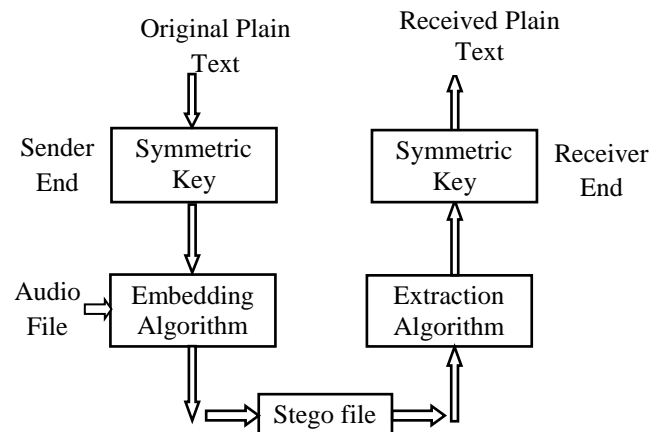 Original Plain
Text
Received Plain
Text
Sender
End
Symmetric
Key
Symmetric
Key
Receiver
End
Audio
File
Embedding
Algorithm
Extraction
Algorithm
Stego file